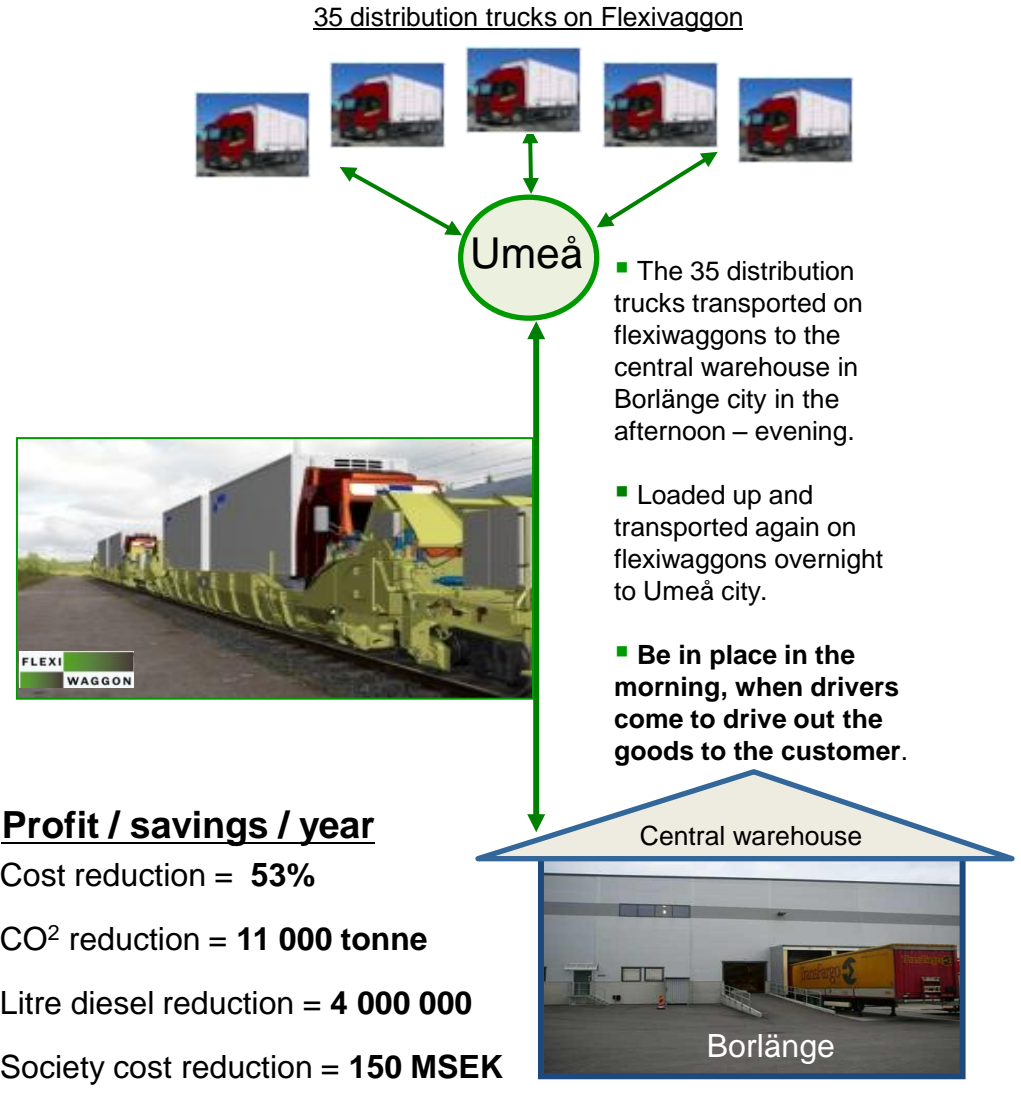 35 distribution trucks on Flexivaggon
Umeå
▪ The 35 distribution
trucks transported on
flexiwaggons to the
central warehouse in
Borlänge city in the
afternoon – evening.
▪ Loaded up and
transported again on
flexiwaggons overnight
to Umeå city.
▪ Be in place in the
morning, when drivers
come to drive out the
goods to the customer.
FLEXI
WAGGON
Profit / savings / year
Cost reduction = 53%
CO² reduction = 11 000 tonne
Litre diesel reduction = 4 000 000
Society cost reduction = 150 MSEK
Central warehouse
Borlänge